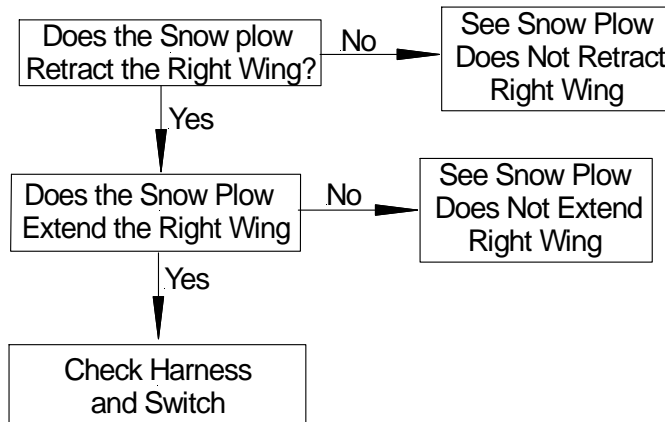 Does the Snow plow
Retract the Right Wing?
No
See Snow Plow
Does Not Retract
Right Wing
Yes
Does the Snow Plow
Extend the Right Wing
No
See Snow Plow
Does Not Extend
Right Wing
Yes
Check Harness
and Switch